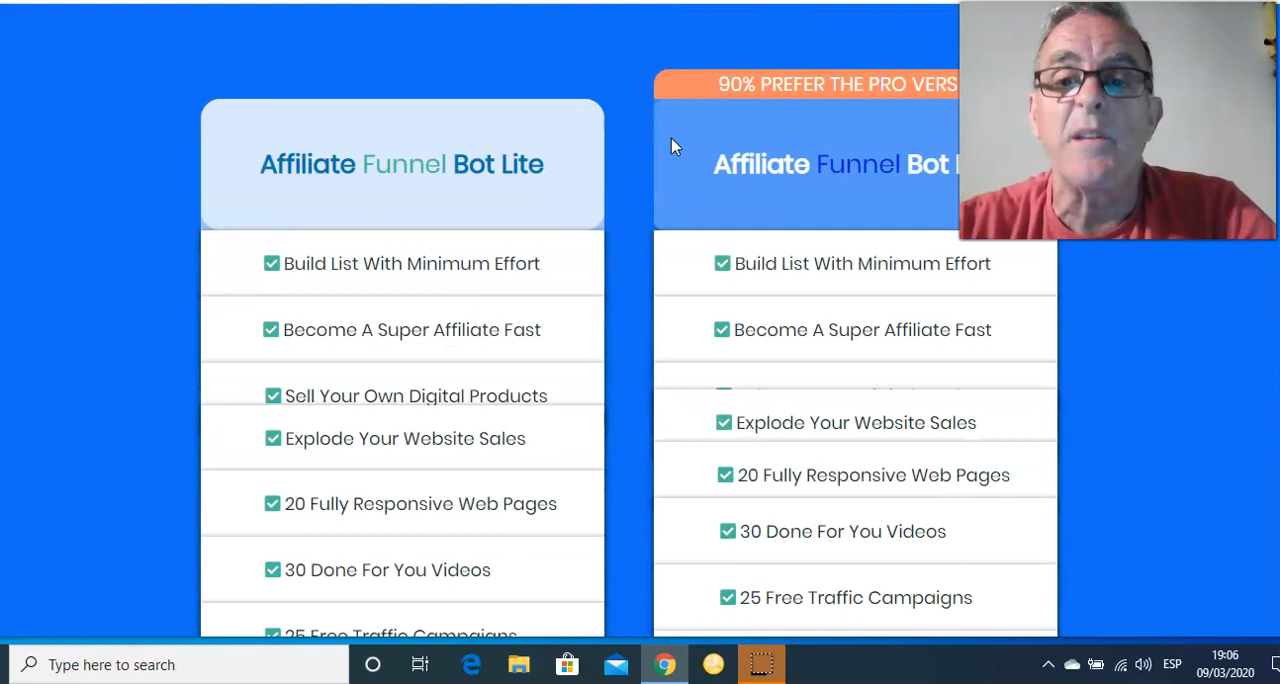 90% PREFER THE PRO VERS
Affiliate Funnel Bot Lite
Affiliate Funnel Bot
Build List With Minimum Effort
Build List With Minimum Effort
Become A Super Affiliate Fast
Become A Super Affiliate Fast
Sell Your Own Digital Products
Explode Your Website Sales
Explode Your Website Sales
20 Fully Responsive Web Pages
20 Fully Responsive Web Pages
30 Done For You Videos
30 Done For You Videos
25 Free Traffic Campaigns
25 Free Traffic Campaigns
Type here to search
ESP
19:06
09/03/2020